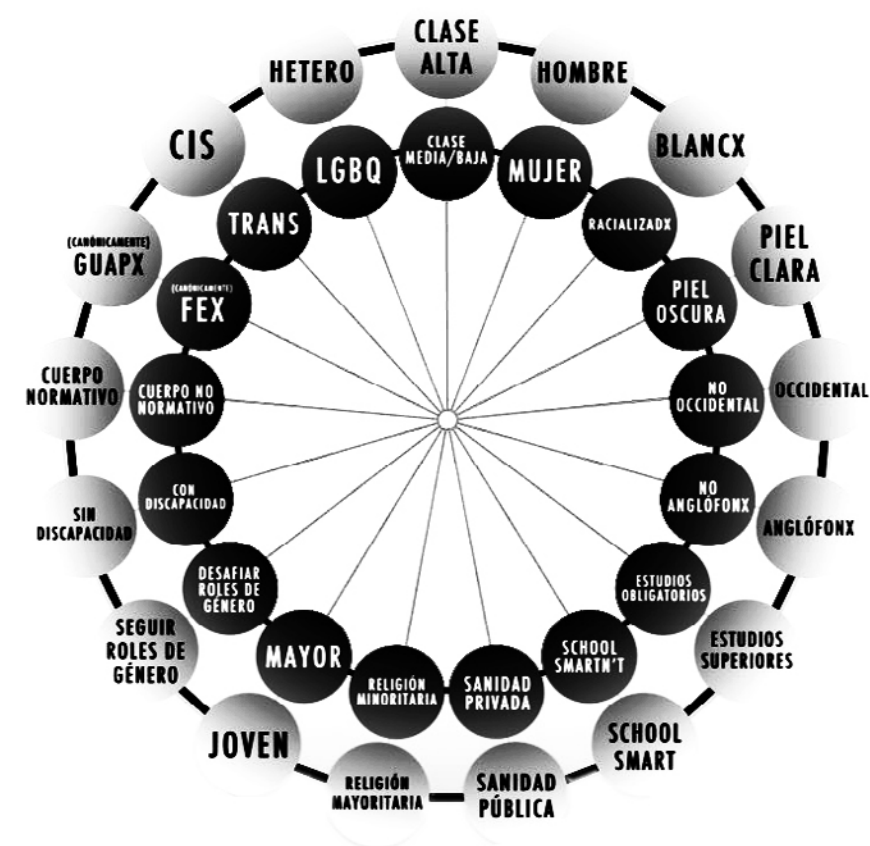 CLASE
ALTA
HOMBRE
BLANCX
PIEL
CLARA
OCCIDENTAL
ANGLÓFONX
ESTUDIOS
SUPERIORES
SCHOOL
SMART
SANIDAD
PÚBLICA
RELIGIÓN
MAYORITARIA
JOVEN
SEGUIR
ROLES DE
GÉNERO
SIN
DISCAPACIDAD
CUERPO
NORMATIVO
(CANÓNICAMENTE)
GUAPX
CIS
HETERO
CLASE
MEDIA/BAJA
MUJER
RACIALIZADX
PIEL
OSCURA
NO
OCCIDENTAL
NO
ANGLÓFONX
ESTUDIOS
OBLIGATORIOS
SCHOOL
SMARTN'T
SANIDAD
PRIVADA
RELIGIÓN
MINORITARIA
MAYOR
DESAFIAR
ROLES DE
GÉNERO
CON
DISCAPACIDAD
CUERPO NO
NORMATIVO
(CANÓNICAMENTE)
FEX
TRANS
LGBQ